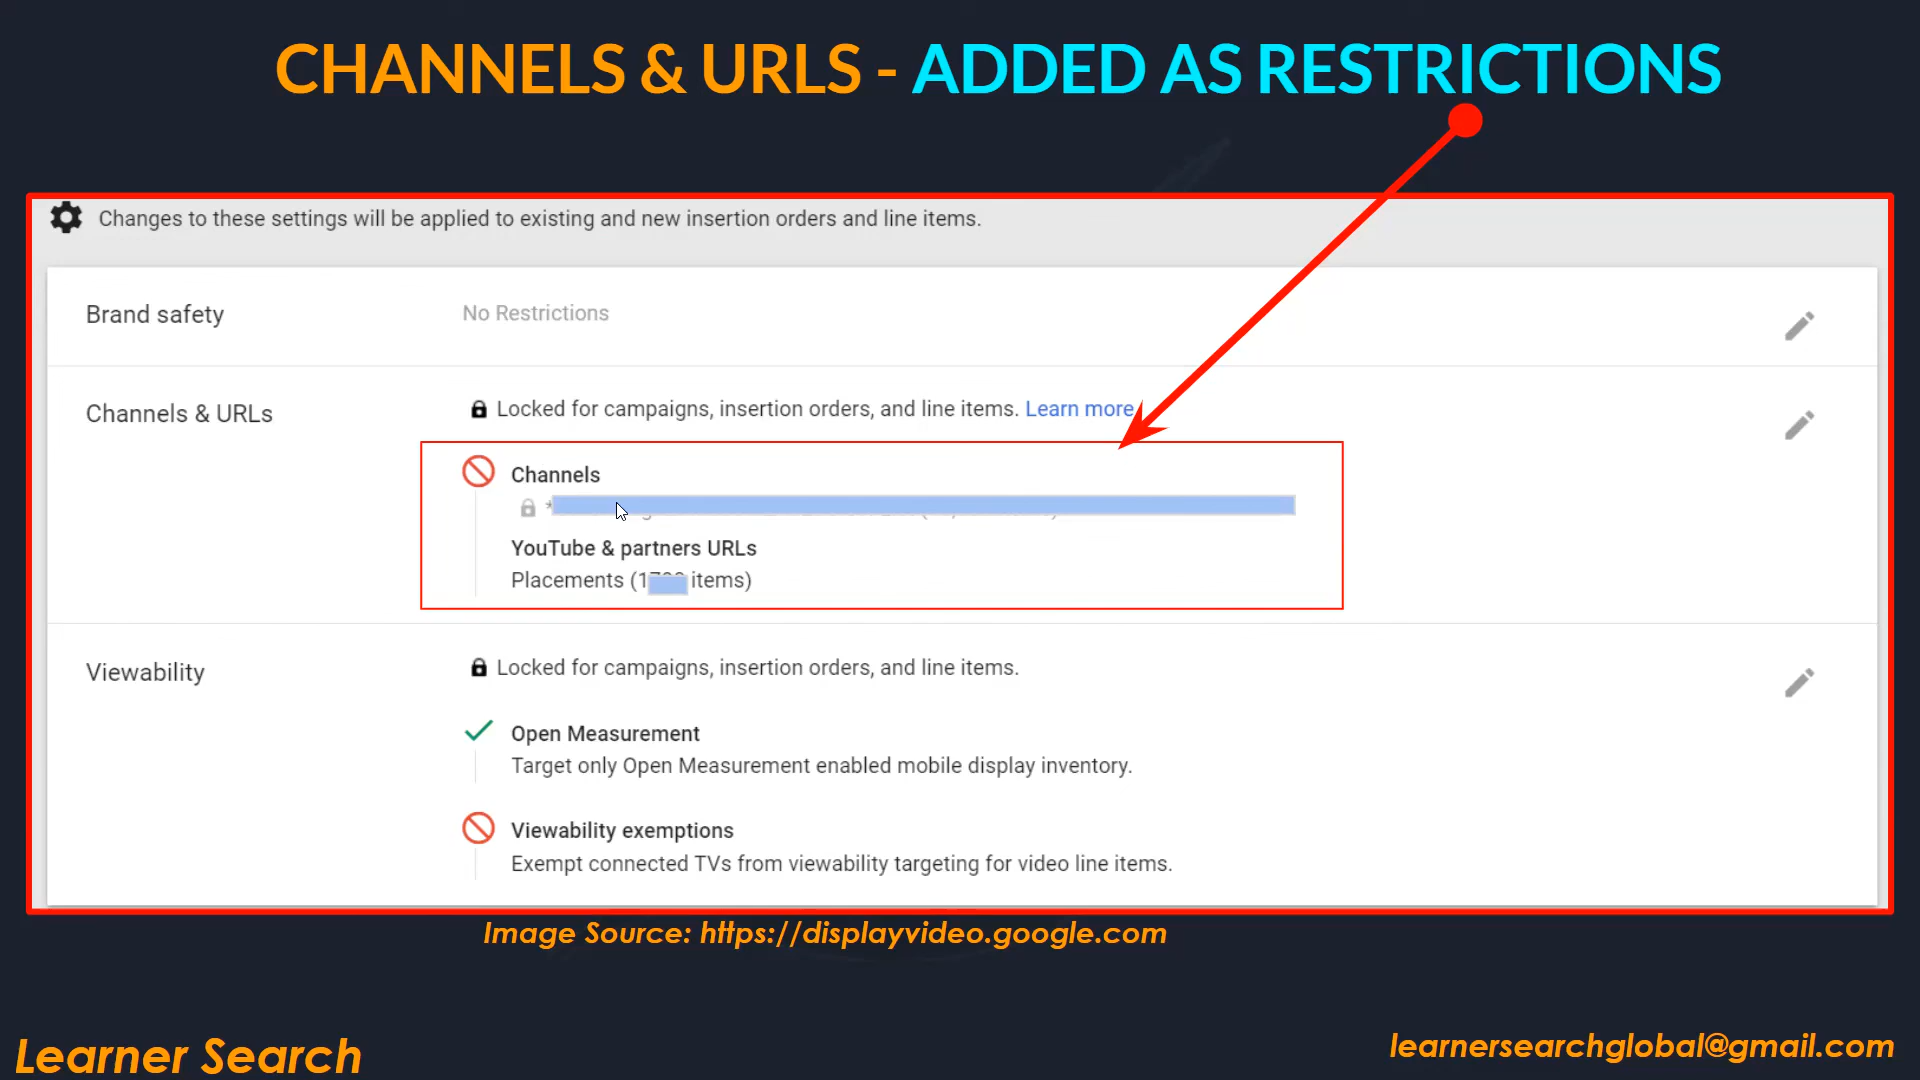 CHANNELS & URLS - ADDED AS RESTRICTIONS
Changes to these settings will be applied to existing and new insertion orders and line items.
Brand safety
No Restrictions
Channels & URLs
Locked for campaigns, insertion orders, and line items. Learn more
Channels
*
YouTube & partners URLs
Placements ( items)
Viewability
Locked for campaigns, insertion orders, and line items.
Open Measurement
Target only Open Measurement enabled mobile display inventory.
Viewability exemptions
Exempt connected TVs from viewability targeting for video line items.
Image Source: https://displayvideo.google.com
Learner Search
learnersearchglobal@gmail.com